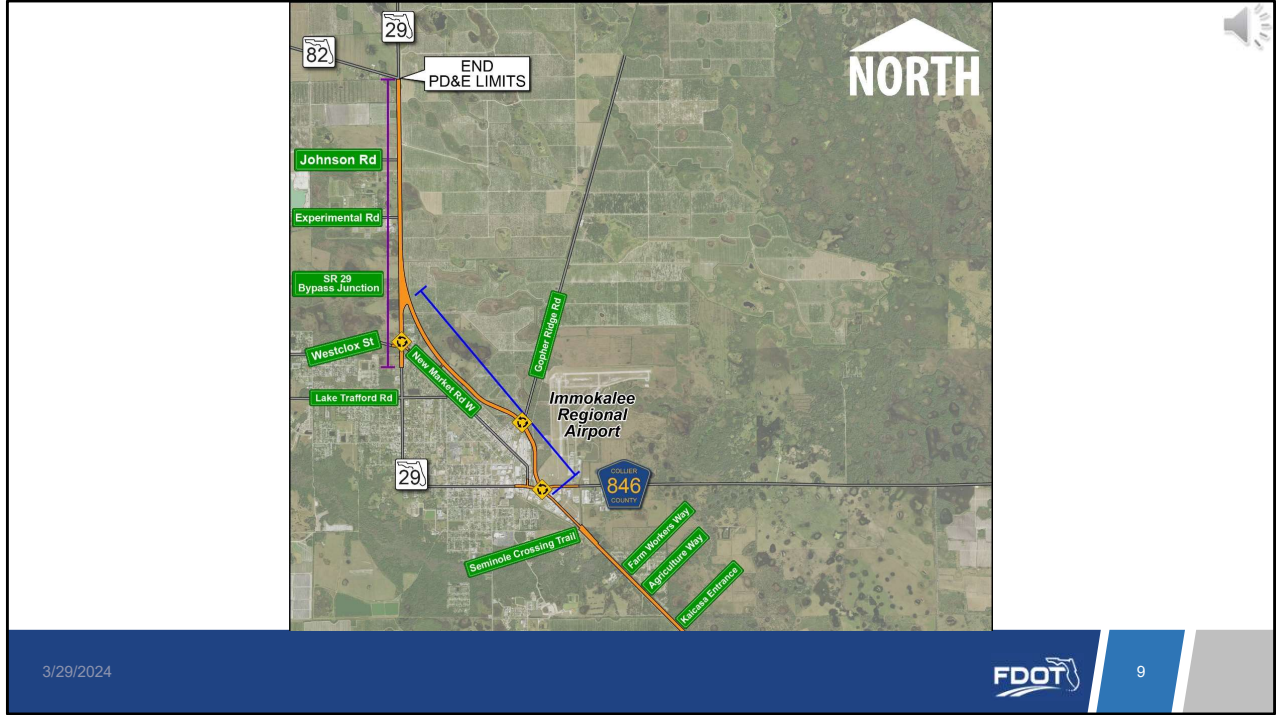 29
82
END
PD&E LIMITS
NORTH
Johnson Rd
Experimental Rd
SR 29
Bypass Junction
Gopher Ridge Rd
Westclox St
New Market Rd W
Lake Trafford Rd
Immokalee
Regional
Airport
29
COLLIER
846
COUNTY
Seminole Crossing Trail
Farm Workers Way
Agriculture Way
Kaicasa Entrance
3/29/2024
FDOT
9